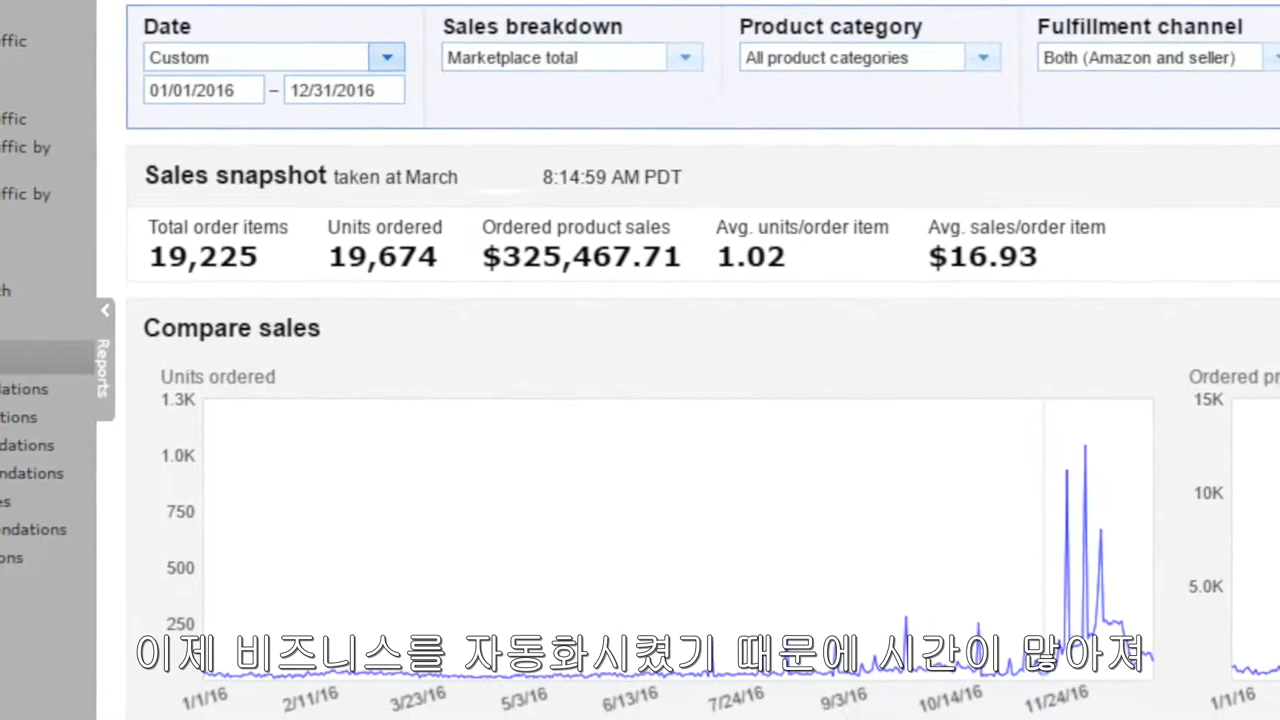 Date
Sales breakdown
Product category
Fulfillment channel
Custom
Marketplace total
All product categories
Both (Amazon and seller)
01/01/2016 – 12/31/2016
Sales snapshot taken at March 8:14:59 AM PDT
Total order items
Units ordered
Ordered product sales
Avg. units/order item
Avg. sales/order item
19,225
19,674
$325,467.71
1.02
$16.93
Compare sales
Units ordered
1.3K
1.0K
750
500
250
1/1/16
2/11/16
3/23/16
5/3/16
6/13/16
7/24/16
9/3/16
10/14/16
11/24/16
Ordered pr
15K
10K
5.0K
1/1/16
Reports
ffic
ffic
ffic by
ffic by
th
lations
tions
dations
ndations
es
endations
ons
이제 비즈니스를 자동화시켰기 때문에 시간이 많아져